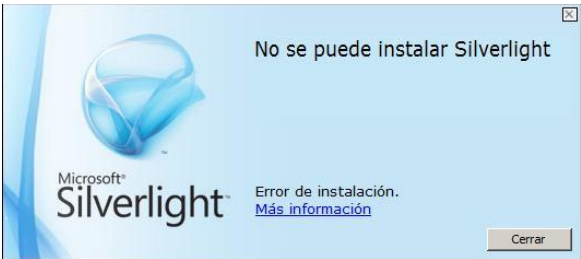 No se puede instalar Silverlight
Microsoft®
Silverlight™
Error de instalación.
Más información
Cerrar